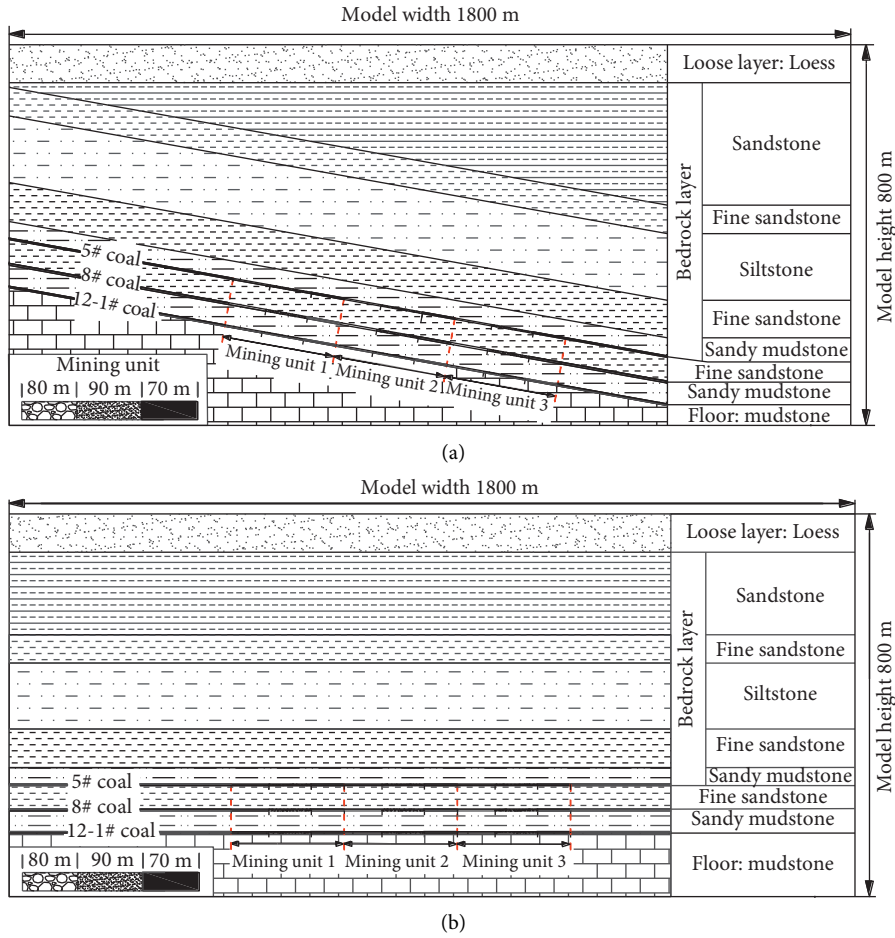 Model width 1800 m
Loose layer: Loess
Sandstone
Fine sandstone
Siltstone
Fine sandstone
Sandy mudstone
Fine sandstone
Sandy mudstone
Floor: mudstone
Bedrock layer
Model height 800 m
5# coal
8# coal
12-1# coal
Mining unit 1
Mining unit 2
Mining unit 3
Mining unit
80 m 90 m 70 m
(a)
Model width 1800 m
Loose layer: Loess
Sandstone
Fine sandstone
Siltstone
Fine sandstone
Sandy mudstone
Fine sandstone
Sandy mudstone
Floor: mudstone
Bedrock layer
Model height 800 m
5# coal
8# coal
12-1# coal
Mining unit 1 Mining unit 2 Mining unit 3
80 m 90 m 70 m
(b)